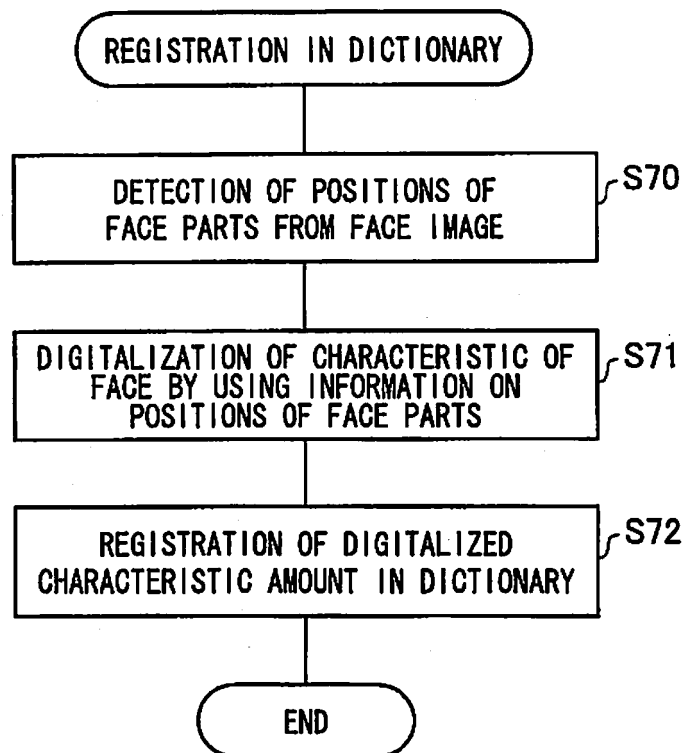 REGISTRATION IN DICTIONARY
DETECTION OF POSITIONS OF
FACE PARTS FROM FACE IMAGE
S70
DIGITALIZATION OF CHARACTERISTIC OF
FACE BY USING INFORMATION ON
POSITIONS OF FACE PARTS
S71
REGISTRATION OF DIGITALIZED
CHARACTERISTIC AMOUNT IN DICTIONARY
S72
END